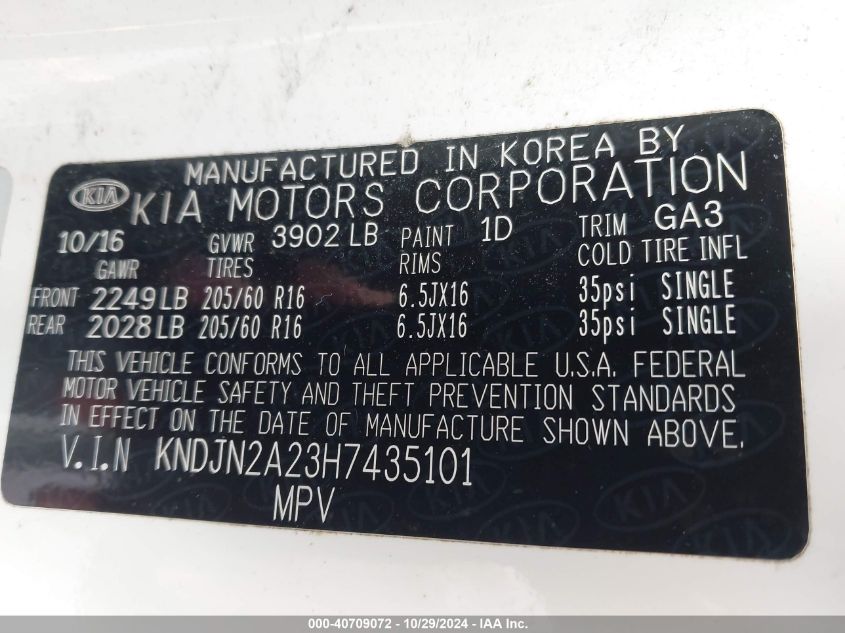 MANUFACTURED IN KOREA BY
KIA KIA MOTORS CORPORATION
10/16 GVWR 3902 LB PAINT 1D TRIM GA3
GAWR TIRES RIMS COLD TIRE INFL
FRONT 2249 LB 205/60 R16 6.5JX16 35psi SINGLE
REAR 2028 LB 205/60 R16 6.5JX16 35psi SINGLE
THIS VEHICLE CONFORMS TO ALL APPLICABLE U.S.A. FEDERAL
MOTOR VEHICLE SAFETY AND THEFT PREVENTION STANDARDS
IN EFFECT ON THE DATE OF MANUFACTURE SHOWN ABOVE.
V.I.N KNDJN2A23H7435101
MPV
000-40709072 - 10/29/2024 - IAA Inc.